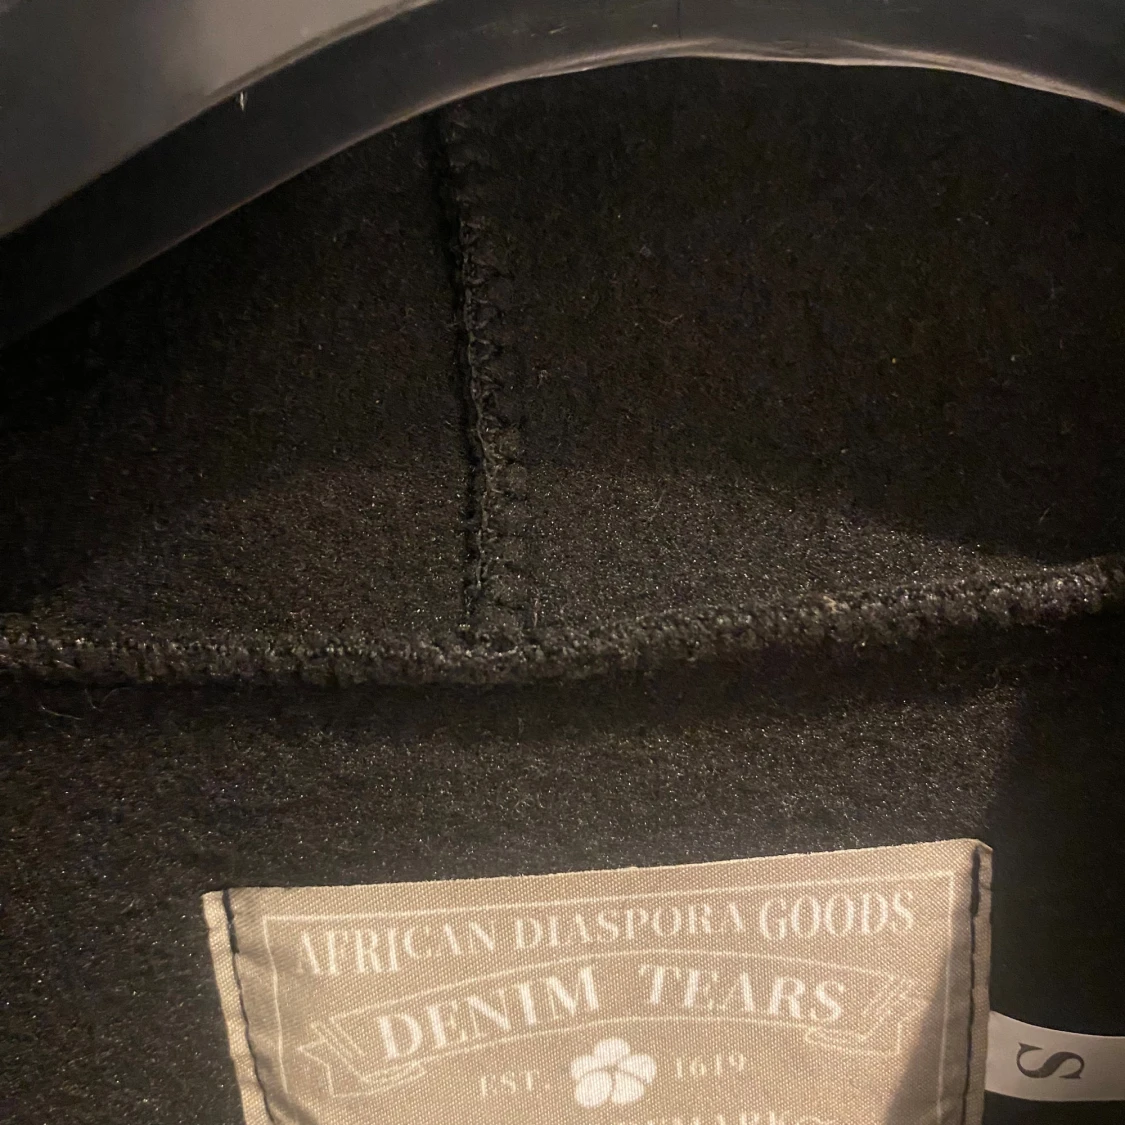 AFRICAN DIASPORA GOODS
DENIM TEARS
EST. 1619
S